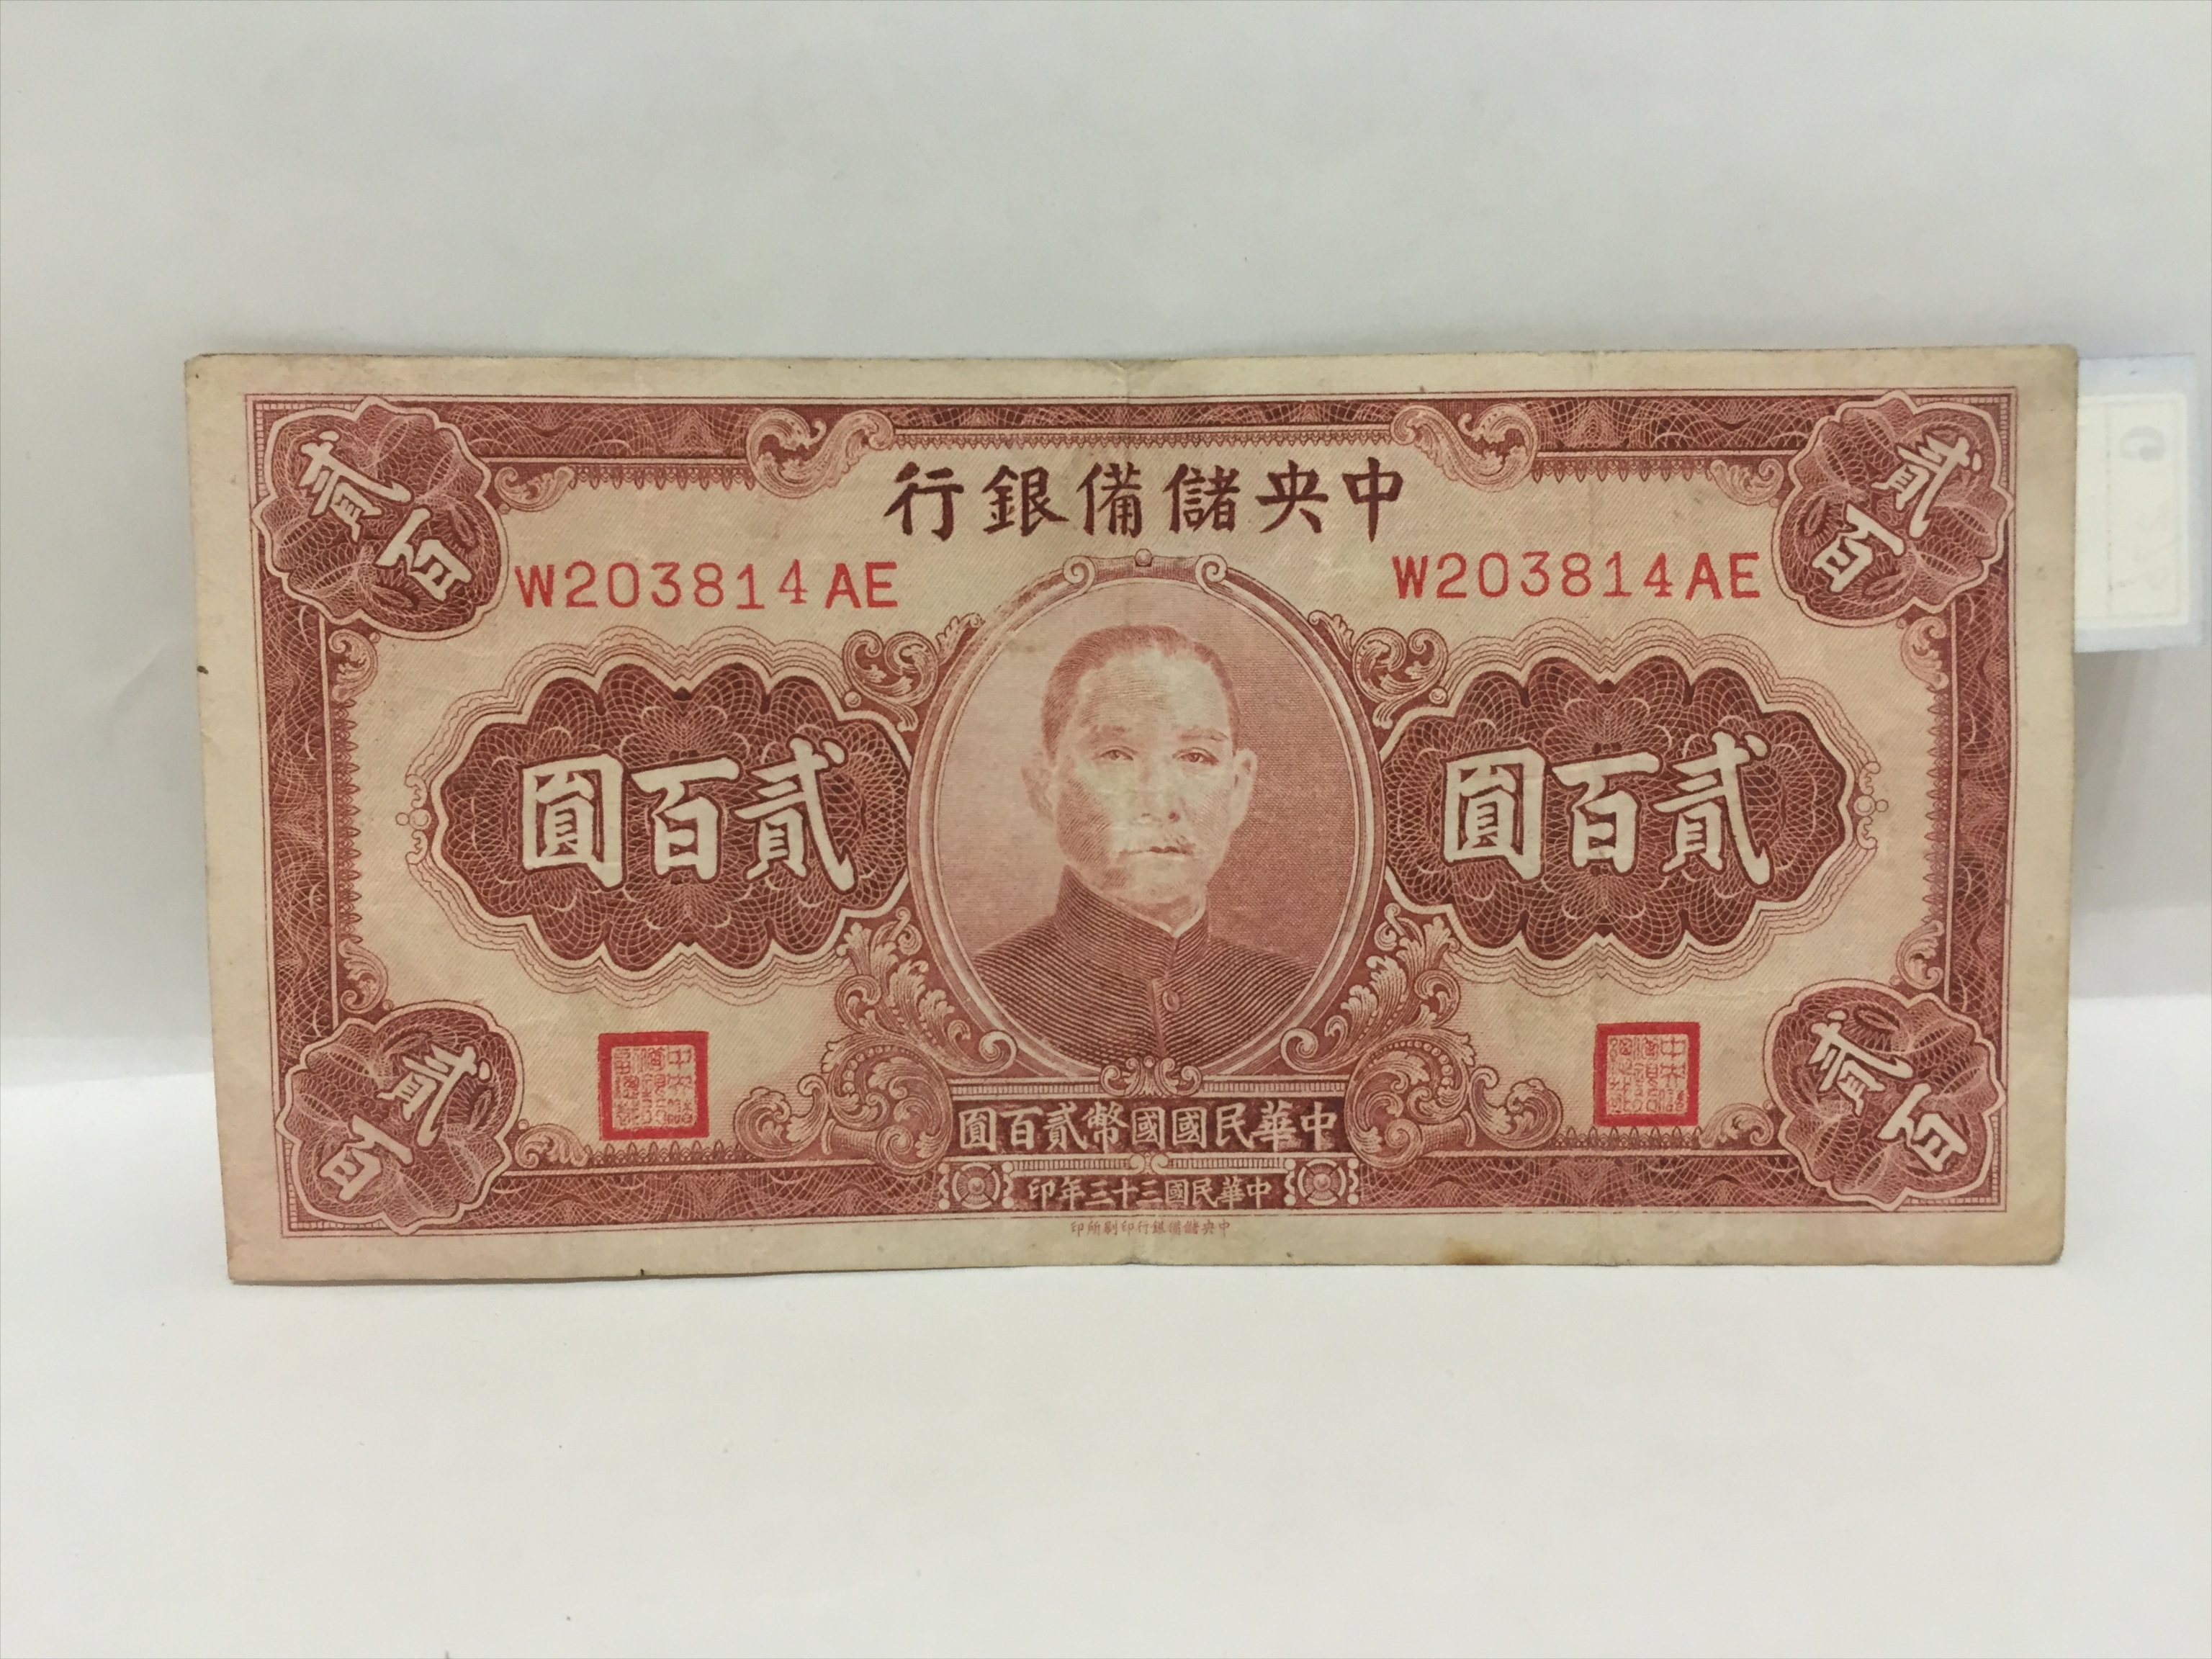 中央儲備銀行
貳百
貳百
W203814AE
W203814AE
貳百圓
貳百圓
貳百
貳百
中華民國國幣貳百圓
中華民國三十三年印
中央儲備銀行印刷所印